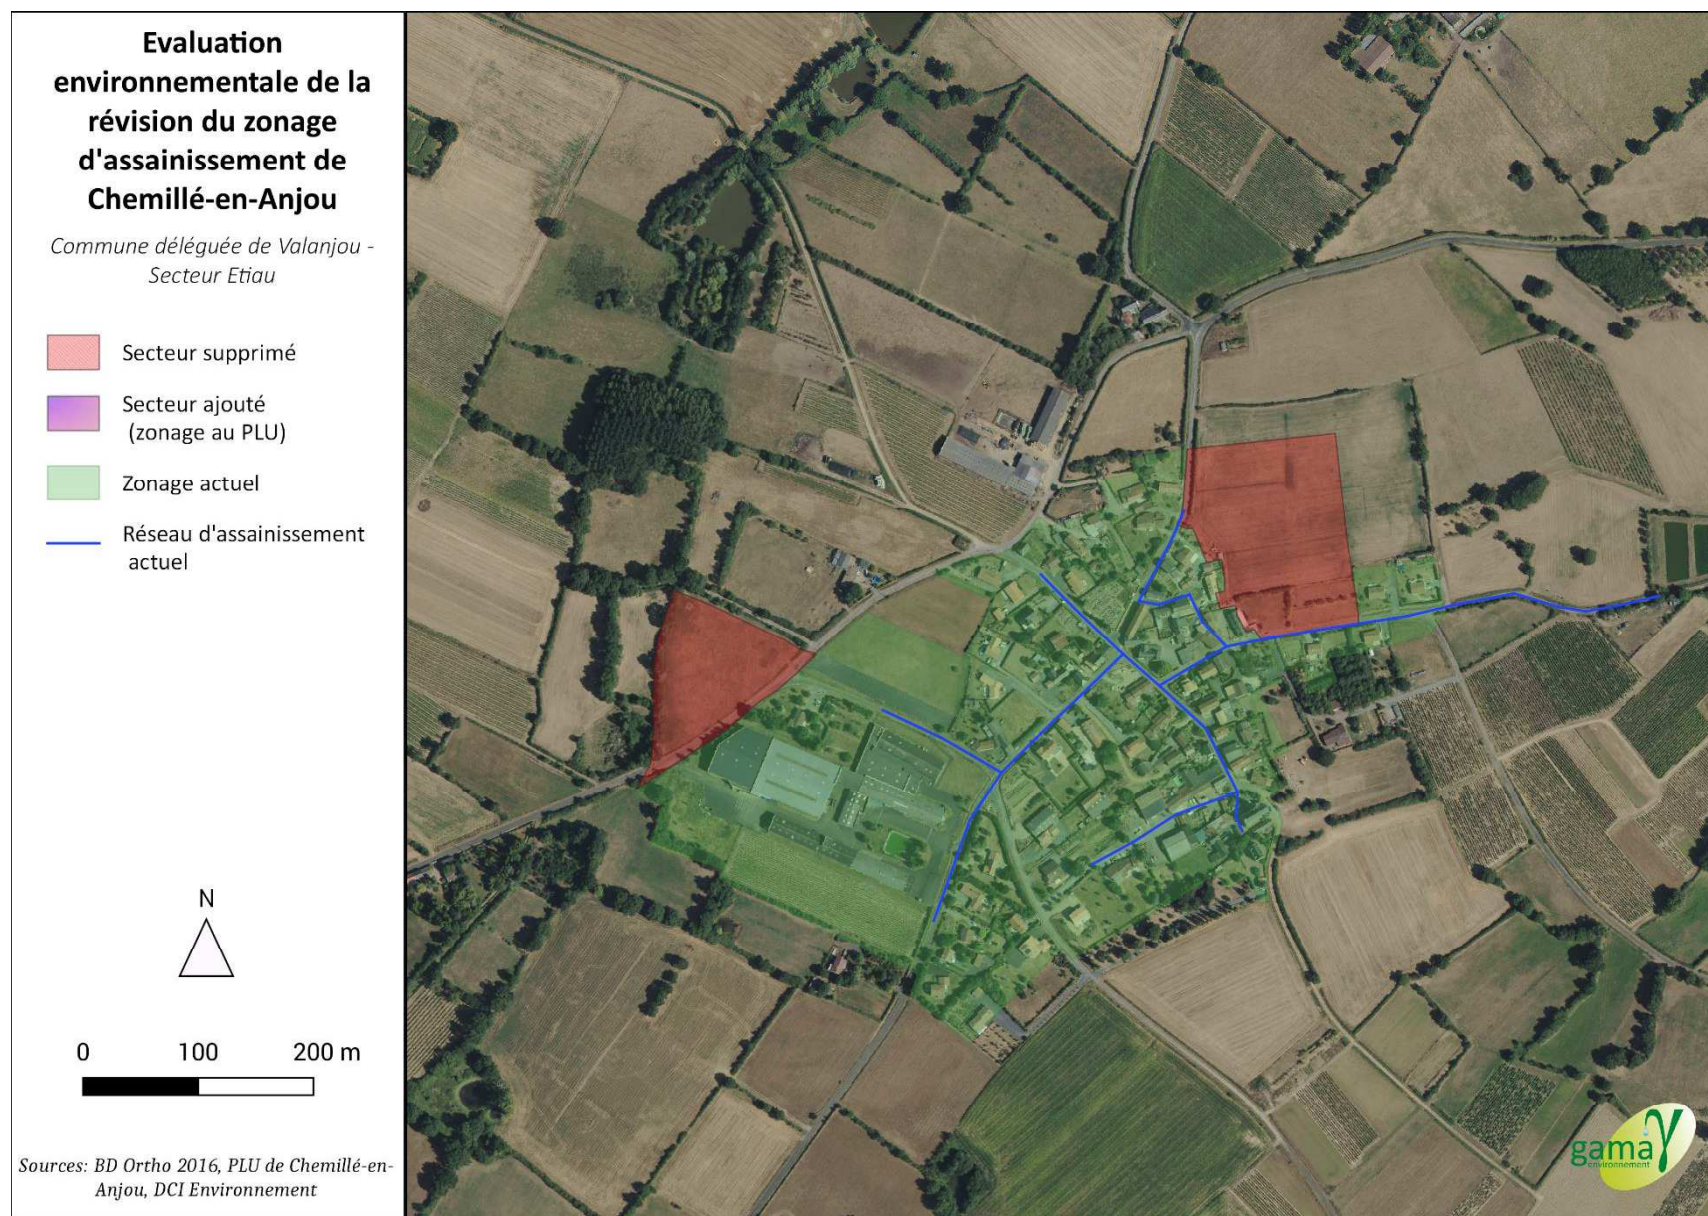 Evaluation
environnementale de la
révision du zonage
d'assainissement de
Chemillé-en-Anjou
Commune déléguée de Valanjou -
Secteur Etiau
Secteur supprimé
Secteur ajouté
(zonage au PLU)
Zonage actuel
Réseau d'assainissement
actuel
N
0 100 200 m
Sources: BD Ortho 2016, PLU de Chemillé-en-
Anjou, DCI Environnement
gama γ
environnement